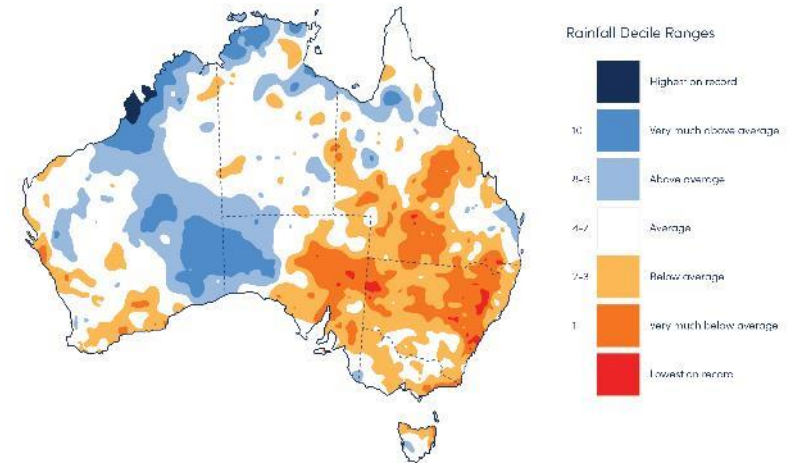 Rainfall Decile Ranges
Highest on record
10 Very much above average
8-9 Above average
4-7 Average
2-3 Below average
1 very much below average
Lowest on record